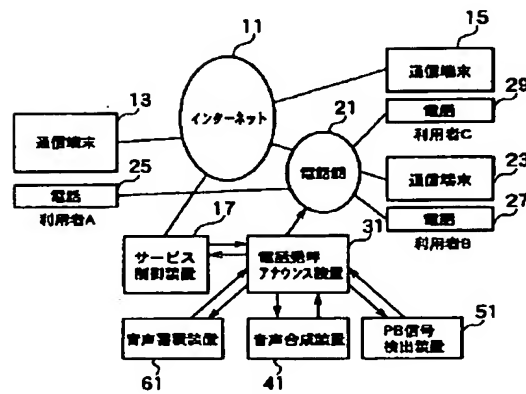 11
15
通信端末
29
電話
利用者C
インターネット
21
13
通信端末
電話網
23
通信端末
25
電話
利用者A
27
電話
利用者B
17
サービス
制御装置
31
電話発呼
アナウンス装置
音声蓄積装置
61
音声合成装置
41
PB信号
検出装置
51